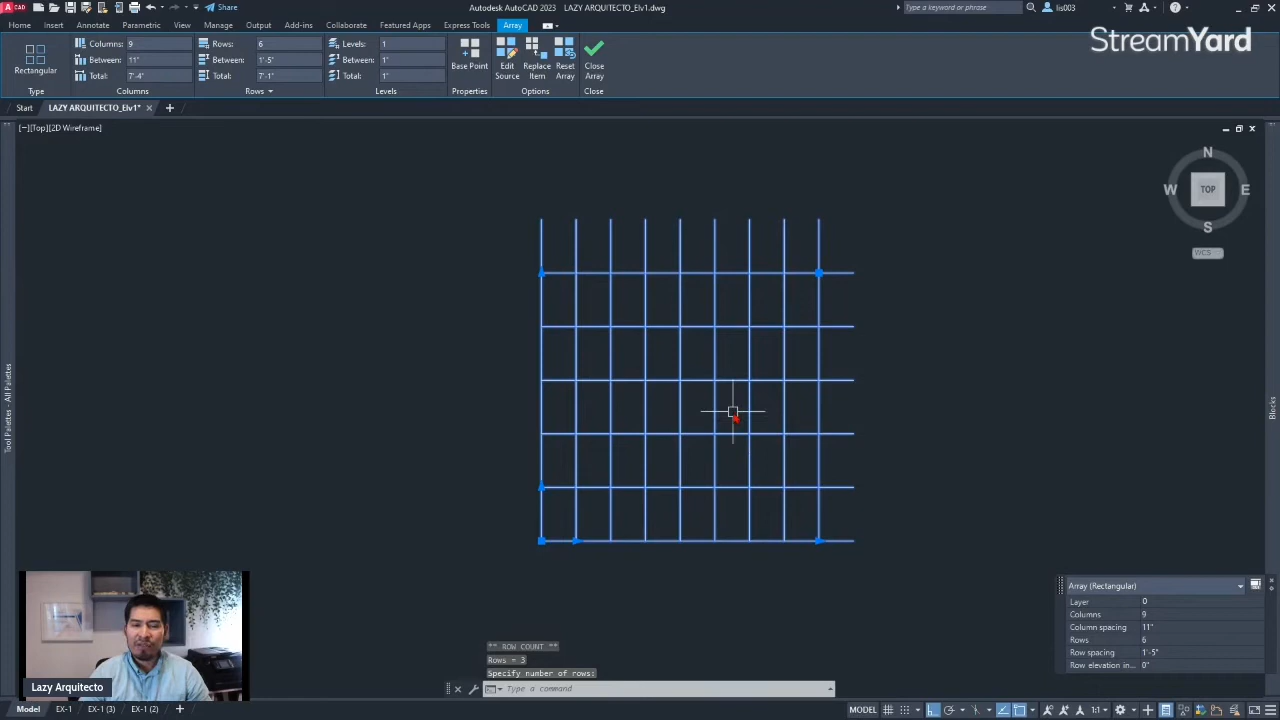 Share
Autodesk AutoCAD 2023 LAZY ARQUITECTO_Elv1.dwg
Type a keyword or phrase
lis003
Home Insert Annotate Parametric View Manage Output Add-ins Collaborate Featured Apps Express Tools Array
StreamYard
Columns: 9
Rows: 6
Levels: 1
Between: 11"
Between: 1'-5"
Between: 1"
Total: 7'-4"
Total: 7'-1"
Total: 1"
Rectangular
Base Point
Edit Source
Replace Item
Reset Array
Close Array
Type Columns Rows Levels Properties Options Close
Start LAZY ARQUITECTO_Elv1*
[−][Top][2D Wireframe]
N
W TOP E
S
WCS
Tool Palettes - All Palettes
Blocks
Array (Rectangular)
Layer 0
Columns 9
Column spacing 11"
Rows 6
Row spacing 1'-5"
Row elevation in... 0"
** ROW COUNT **
Rows = 3
Specify number of rows:
Type a command
Lazy Arquitecto
Model EX-1 EX-1 (3) EX-1 (2)
MODEL
1:1